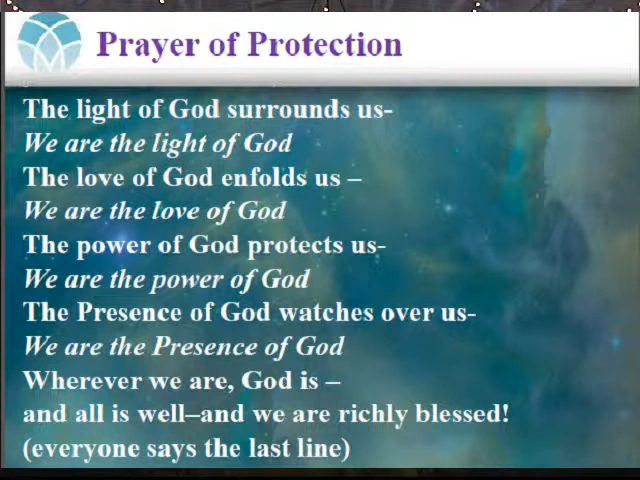 Prayer of Protection
The light of God surrounds us-
We are the light of God
The love of God enfolds us –
We are the love of God
The power of God protects us-
We are the power of God
The Presence of God watches over us-
We are the Presence of God
Wherever we are, God is –
and all is well–and we are richly blessed!
(everyone says the last line)